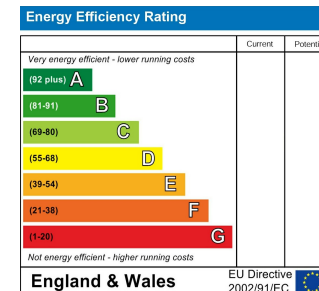 Energy Efficiency Rating
Current Potenti
Very energy efficient - lower running costs
(92 plus) A
(81-91) B
(69-80) C
(55-68) D
(39-54) E
(21-38) F
(1-20) G
Not energy efficient - higher running costs
England & Wales
EU Directive
2002/91/EC